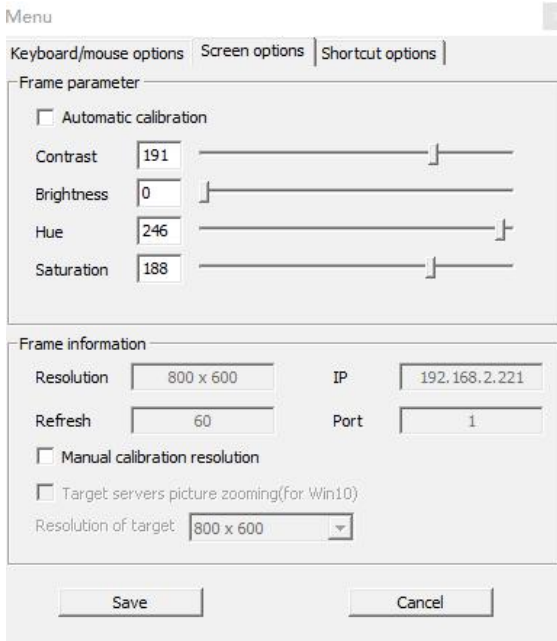 Menu
Keyboard/mouse options Screen options Shortcut options
Frame parameter
Automatic calibration
Contrast 191
Brightness 0
Hue 246
Saturation 188
Frame information
Resolution 800 x 600 IP 192.168.2.221
Refresh 60 Port 1
Manual calibration resolution
Target servers picture zooming(for Win10)
Resolution of target 800 x 600
Save Cancel